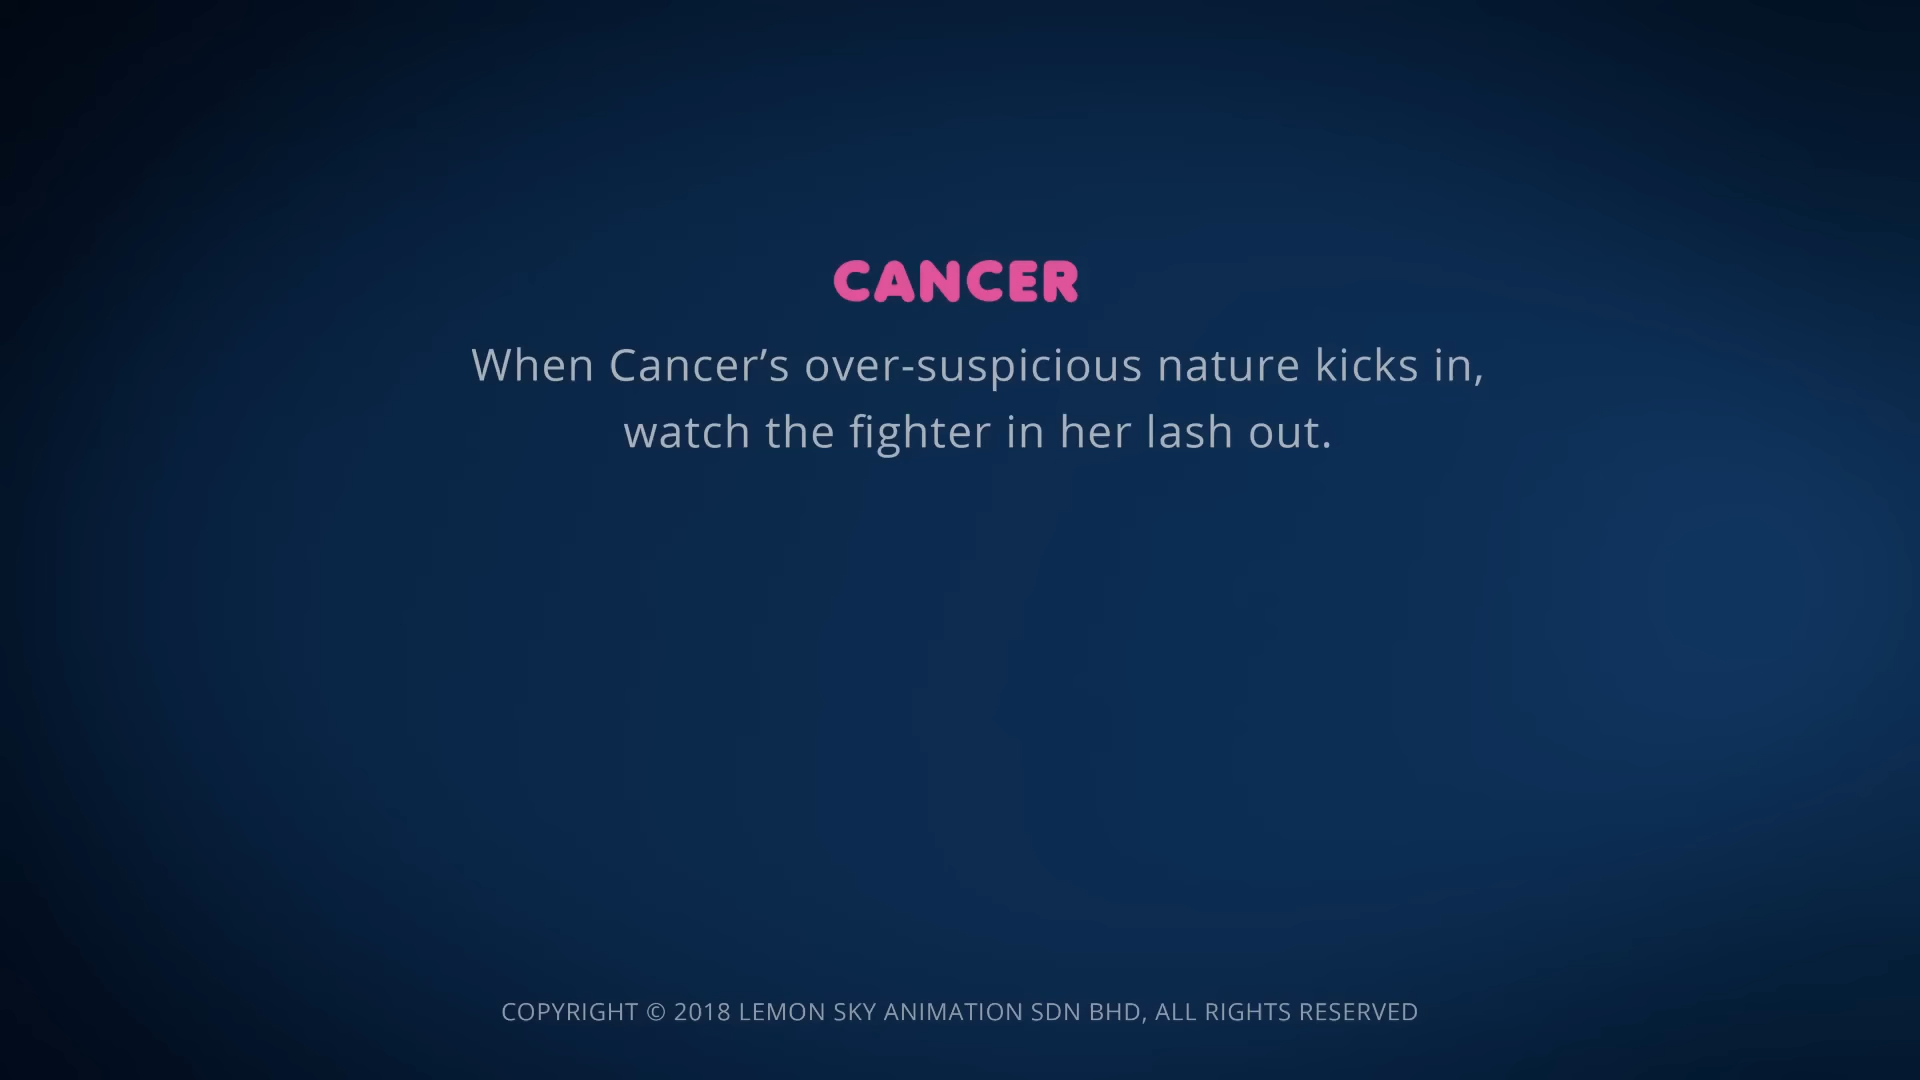 CANCER
When Cancer’s over-suspicious nature kicks in,
watch the fighter in her lash out.
COPYRIGHT © 2018 LEMON SKY ANIMATION SDN BHD, ALL RIGHTS RESERVED